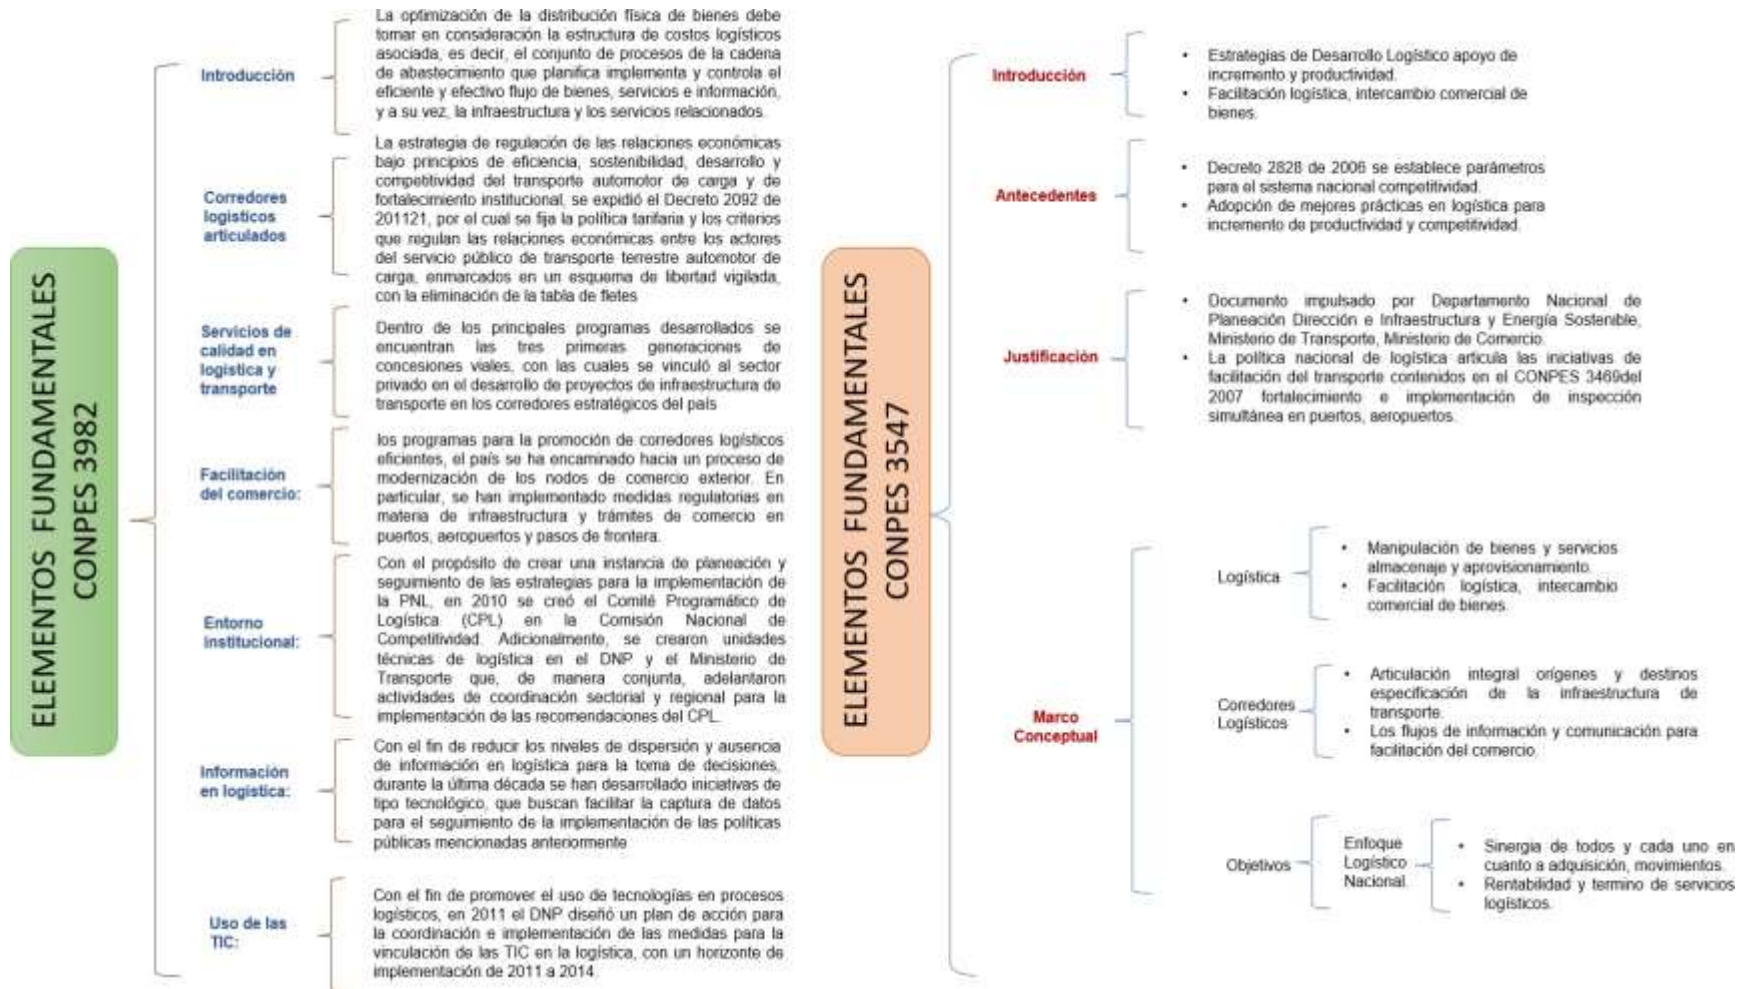 ELEMENTOS FUNDAMENTALES
CONPES 3982
Introducción
La optimización de la distribución física de bienes debe
tomar en consideración la estructura de costos logísticos
asociada, es decir, el conjunto de procesos de la cadena
de abastecimiento que planifica implementa y controla el
eficiente y efectivo flujo de bienes, servicios e información,
y a su vez, la infraestructura y los servicios relacionados.
Corredores
logísticos
articulados
La estrategia de regulación de las relaciones económicas
bajo principios de eficiencia, sostenibilidad, desarrollo y
competitividad del transporte automotor de carga y de
fortalecimiento institucional, se expidió el Decreto 2092 de
201121, por el cual se fija la política tarifaria y los criterios
que regulan las relaciones económicas entre los actores
del servicio público de transporte terrestre automotor de
carga, enmarcados en un esquema de libertad vigilada,
con la eliminación de la tabla de fletes
Servicios de
calidad en
logística y
transporte
Dentro de los principales programas desarrollados se
encuentran las tres primeras generaciones de
concesiones viales, con las cuales se vinculó al sector
privado en el desarrollo de proyectos de infraestructura de
transporte en los corredores estratégicos del país
Facilitación
del comercio:
los programas para la promoción de corredores logísticos
eficientes, el país se ha encaminado hacia un proceso de
modernización de los nodos de comercio exterior. En
particular, se han implementado medidas regulatorias en
materia de infraestructura y trámites de comercio en
puertos, aeropuertos y pasos de frontera.
Entorno
institucional:
Con el propósito de crear una instancia de planeación y
seguimiento de las estrategias para la implementación de
la PNL, en 2010 se creó el Comité Programático de
Logística (CPL) en la Comisión Nacional de
Competitividad. Adicionalmente, se crearon unidades
técnicas de logística en el DNP y el Ministerio de
Transporte que, de manera conjunta, adelantaron
actividades de coordinación sectorial y regional para la
implementación de las recomendaciones del CPL.
Información
en logística:
Con el fin de reducir los niveles de dispersión y ausencia
de información en logística para la toma de decisiones,
durante la última década se han desarrollado iniciativas de
tipo tecnológico, que buscan facilitar la captura de datos
para el seguimiento de la implementación de las políticas
públicas mencionadas anteriormente
Uso de las
TIC:
Con el fin de promover el uso de tecnologías en procesos
logísticos, en 2011 el DNP diseñó un plan de acción para
la coordinación e implementación de las medidas para la
vinculación de las TIC en la logística, con un horizonte de
implementación de 2011 a 2014
ELEMENTOS FUNDAMENTALES
CONPES 3547
Introducción
• Estrategias de Desarrollo Logístico apoyo de
incremento y productividad.
• Facilitación logística, intercambio comercial de
bienes.
Antecedentes
• Decreto 2828 de 2006 se establece parámetros
para el sistema nacional competitividad.
• Adopción de mejores prácticas en logística para
incremento de productividad y competitividad.
Justificación
• Documento impulsado por Departamento Nacional de
Planeación Dirección e Infraestructura y Energía Sostenible,
Ministerio de Transporte, Ministerio de Comercio.
• La política nacional de logística articula las iniciativas de
facilitación del transporte contenidos en el CONPES 3469del
2007 fortalecimiento e implementación de inspección
simultánea en puertos, aeropuertos.
Marco
Conceptual
Logística
• Manipulación de bienes y servicios
almacenaje y aprovisionamiento.
• Facilitación logística, intercambio
comercial de bienes.
Corredores
Logísticos
• Articulación integral orígenes y destinos
especificación de la infraestructura de
transporte.
• Los flujos de información y comunicación para
facilitación del comercio.
Objetivos
Enfoque
Logístico
Nacional
• Sinergia de todos y cada uno en
cuanto a adquisición, movimientos.
• Rentabilidad y termino de servicios
logísticos.